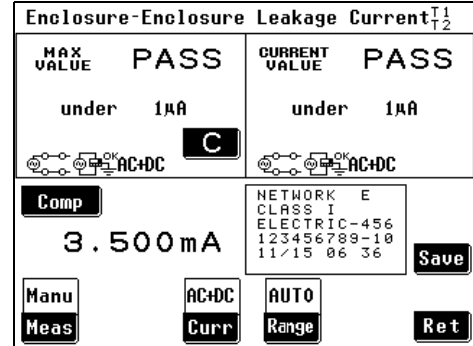 Enclosure-Enclosure Leakage Current T1 T2
MAX VALUE PASS
under 1μA
C
OK AC+DC
CURRENT VALUE PASS
under 1μA
OK AC+DC
Comp
3.500mA
NETWORK E
CLASS I
ELECTRIC-456
123456789-10
11/15 06 36
Save
Manu AC+DC AUTO
Meas Curr Range Ret